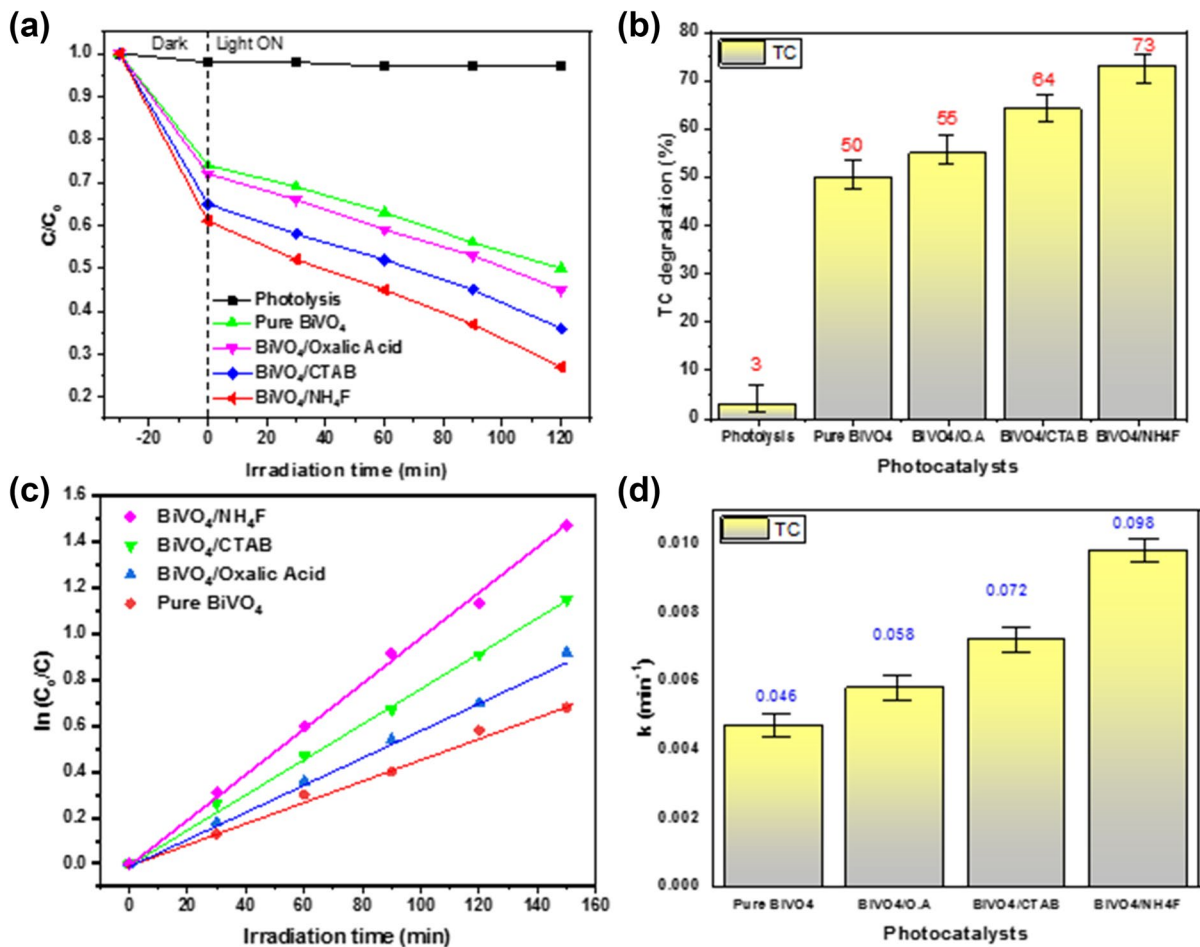 (a)
Dark Light ON
1.0
0.9
0.8
0.7
0.6
0.5
0.4
0.3
0.2
C/C₀
Photolysis
Pure BiVO₄
BiVO₄/Oxalic Acid
BiVO₄/CTAB
BiVO₄/NH₄F
-20 0 20 40 60 80 100 120
Irradiation time (min)
(b)
TC
80
70
60
50
40
30
20
10
0
TC degradation (%)
3
50
55
64
73
Photolysis Pure BiVO4 BiVO4/O.A BiVO4/CTAB BiVO4/NH4F
Photocatalysts
(c)
1.6
1.4
1.2
1.0
0.8
0.6
0.4
0.2
0.0
ln (C₀/C)
BiVO₄/NH₄F
BiVO₄/CTAB
BiVO₄/Oxalic Acid
Pure BiVO₄
0 20 40 60 80 100 120 140 160
Irradiation time (min)
(d)
TC
0.010
0.008
0.006
0.004
0.002
0.000
k (min⁻¹)
0.046
0.058
0.072
0.098
Pure BiVO4 BiVO4/O.A BiVO4/CTAB BiVO4/NH4F
Photocatalysts